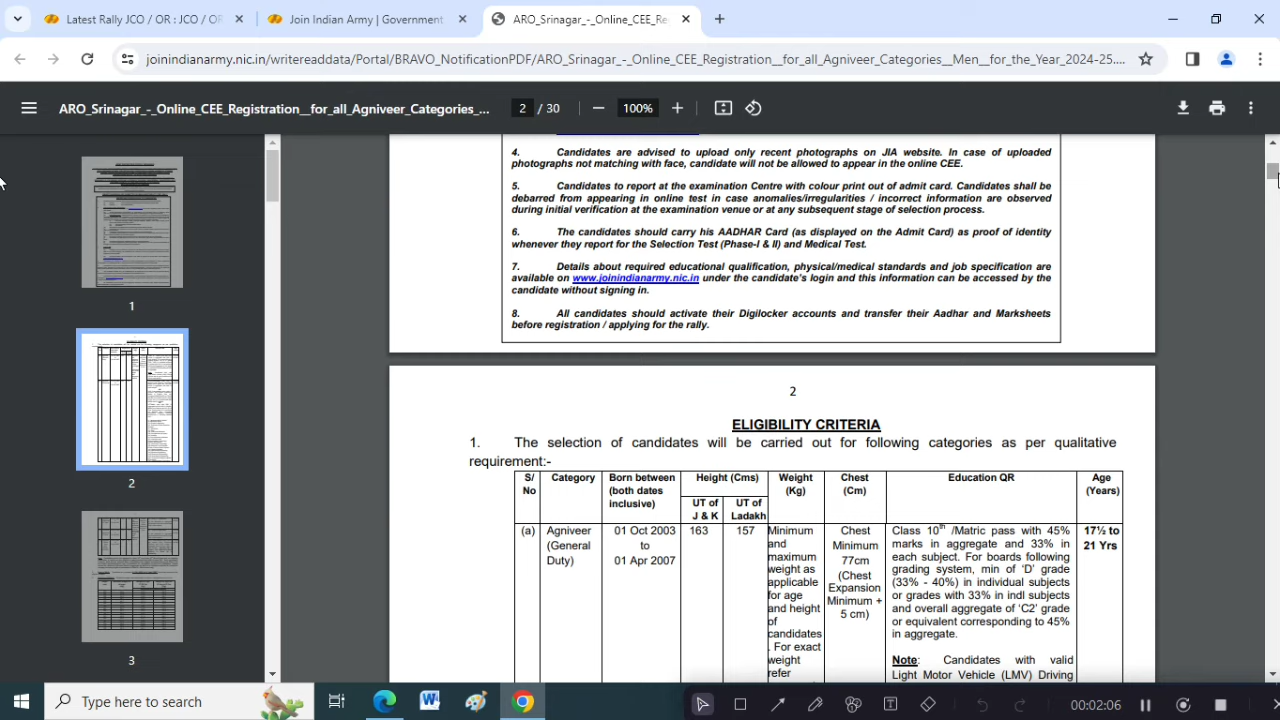 Latest Rally JCO / OR : JCO / OR
Join Indian Army | Government
ARO_Srinagar_-_Online_CEE_Re
joinindianarmy.nic.in/writereaddata/Portal/BRAVO_NotificationPDF/ARO_Srinagar_-_Online_CEE_Registration__for_all_Agniveer_Categories__Men__for_the_Year_2024-25....
ARO_Srinagar_-_Online_CEE_Registration__for_all_Agniveer_Categories_...
2 / 30
100%
4. Candidates are advised to upload only recent photographs on JIA website. In case of uploaded
photographs not matching with face, candidate will not be allowed to appear in the online CEE.
5. Candidates to report at the examination Centre with colour print out of admit card. Candidates shall be
debarred from appearing in online test in case anomalies/irregularities / incorrect information are observed
during initial verification at the examination venue or at any subsequent stage of selection process.
6. The candidates should carry his AADHAR Card (as displayed on the Admit Card) as proof of identity
whenever they report for the Selection Test (Phase-I & II) and Medical Test.
7. Details about required educational qualification, physical/medical standards and job specification are
available on www.joinindianarmy.nic.in under the candidate's login and this information can be accessed by the
candidate without signing in.
8. All candidates should activate their Digilocker accounts and transfer their Aadhar and Marksheets
before registration / applying for the rally.
1
2
3
2
ELIGIBILITY CRITERIA
1. The selection of candidates will be carried out for following categories as per qualitative
requirement:-
S/
No
Category
Born between
(both dates
inclusive)
Height (Cms)
UT of
J & K
UT of
Ladakh
Weight
(Kg)
Chest
(Cm)
Education QR
Age
(Years)
(a)
Agniveer
(General
Duty)
01 Oct 2003
to
01 Apr 2007
163
157
Minimum
and
maximum
weight as
applicable
for age
and height
of
candidates
. For exact
weight
refer
Chest
Minimum
77cm
(Chest
Expansion
Minimum +
5 cm)
Class 10th /Matric pass with 45%
marks in aggregate and 33% in
each subject. For boards following
grading system, min of 'D' grade
(33% - 40%) in individual subjects
or grades with 33% in indl subjects
and overall aggregate of 'C2' grade
or equivalent corresponding to 45%
in aggregate.
Note: Candidates with valid
Light Motor Vehicle (LMV) Driving
17½ to
21 Yrs
Type here to search
00:02:06